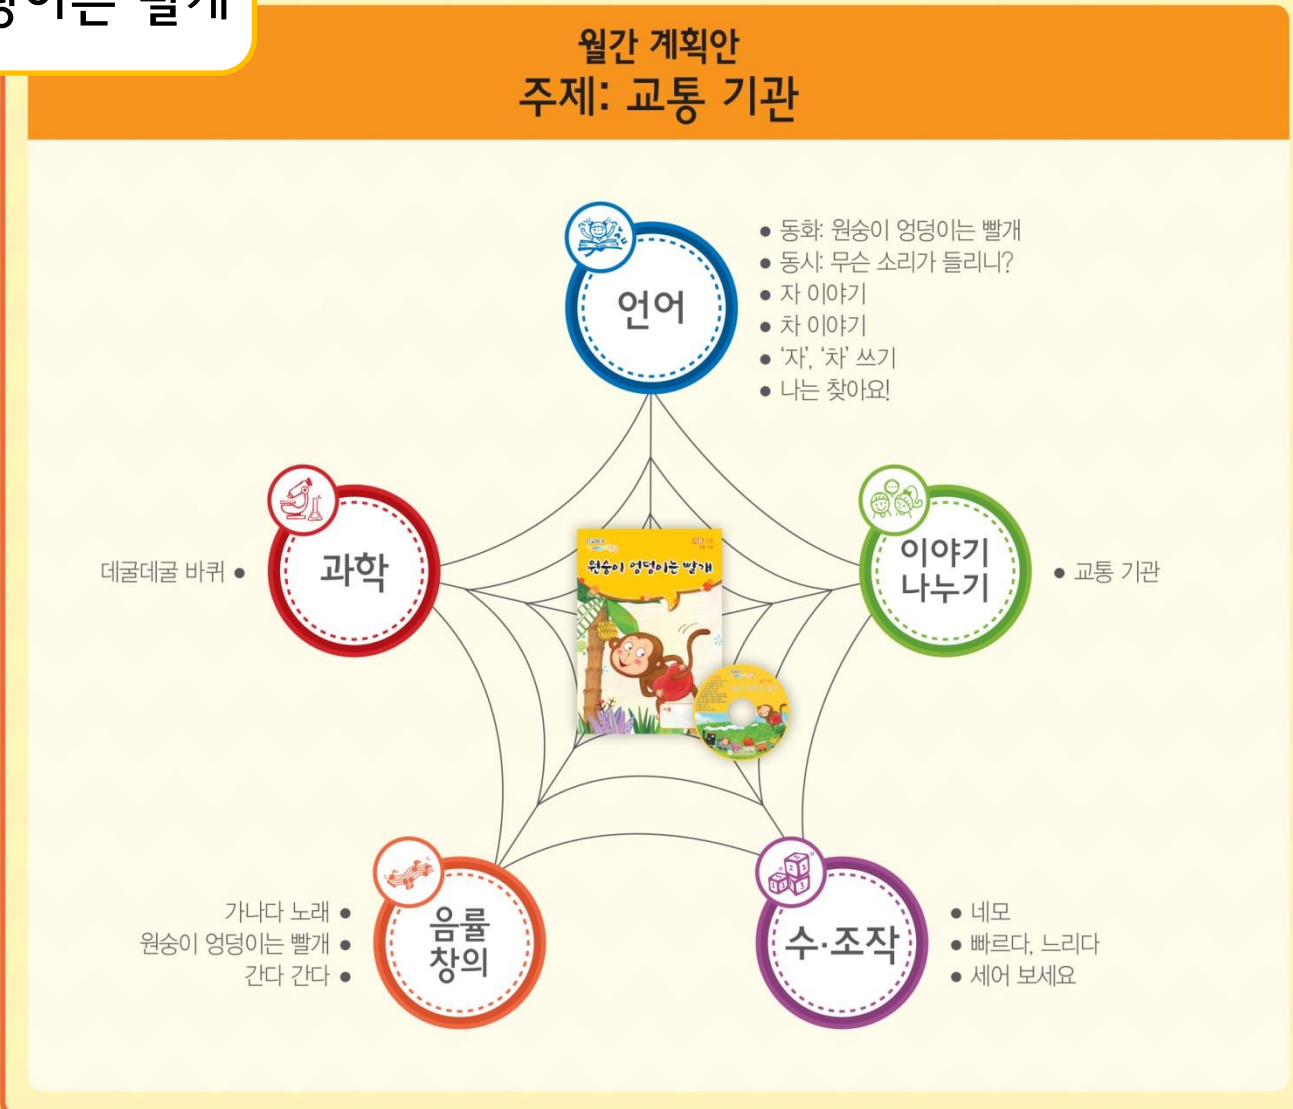 이는 빨개
월간 계획안
주제: 교통 기관
언어
● 동화: 원숭이 엉덩이는 빨개
● 동시: 무슨 소리가 들리니?
● 자 이야기
● 차 이야기
● ‘자’, ‘차’ 쓰기
● 나는 찾아요!
과학
데굴데굴 바퀴 ●
원숭이 엉덩이는 빨개
이야기
나누기
● 교통 기관
음률
창의
가나다 노래 ●
원숭이 엉덩이는 빨개 ●
간다 간다 ●
수·조작
● 네모
● 빠르다, 느리다
● 세어 보세요